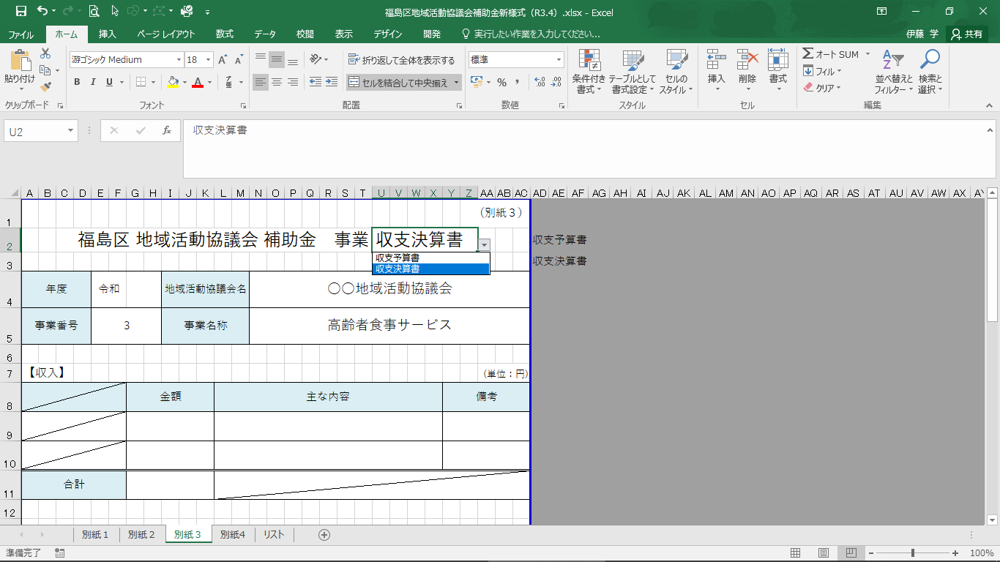 福島区地域活動協議会補助金新様式（R3.4）.xlsx - Excel
ファイル ホーム 挿入 ページ レイアウト 数式 データ 校閲 表示 デザイン 開発 実行したい作業を入力してください... 伊藤 学 共有
貼り付け
游ゴシック Medium 18 折り返して全体を表示する 標準
B I U セルを結合して中央揃え %
条件付き書式 テーブルとして書式設定 セルのスタイル 挿入 削除 書式
Σ オート SUM
フィル
クリア
並べ替えとフィルター 検索と選択
クリップボード フォント 配置 数値 スタイル セル 編集
U2 fx 収支決算書
A B C D E F G H I J K L M N O P Q R S T U V W X Y Z AA AB AC AD AE AF AG AH AI AJ AK AL AM AN AO AP AQ AR AS AT AU AV AW AX
1 （別紙３）
2 福島区 地域活動協議会 補助金 事業 収支決算書 収支予算書
収支予算書
収支決算書
3 収支決算書
4 年度 令和 地域活動協議会名 〇〇地域活動協議会
5 事業番号 3 事業名称 高齢者食事サービス
6
7 【収入】 （単位：円）
8 金額 主な内容 備考
9
10
11 合計
12
別紙１ 別紙２ 別紙３ 別紙4 リスト
準備完了 100%